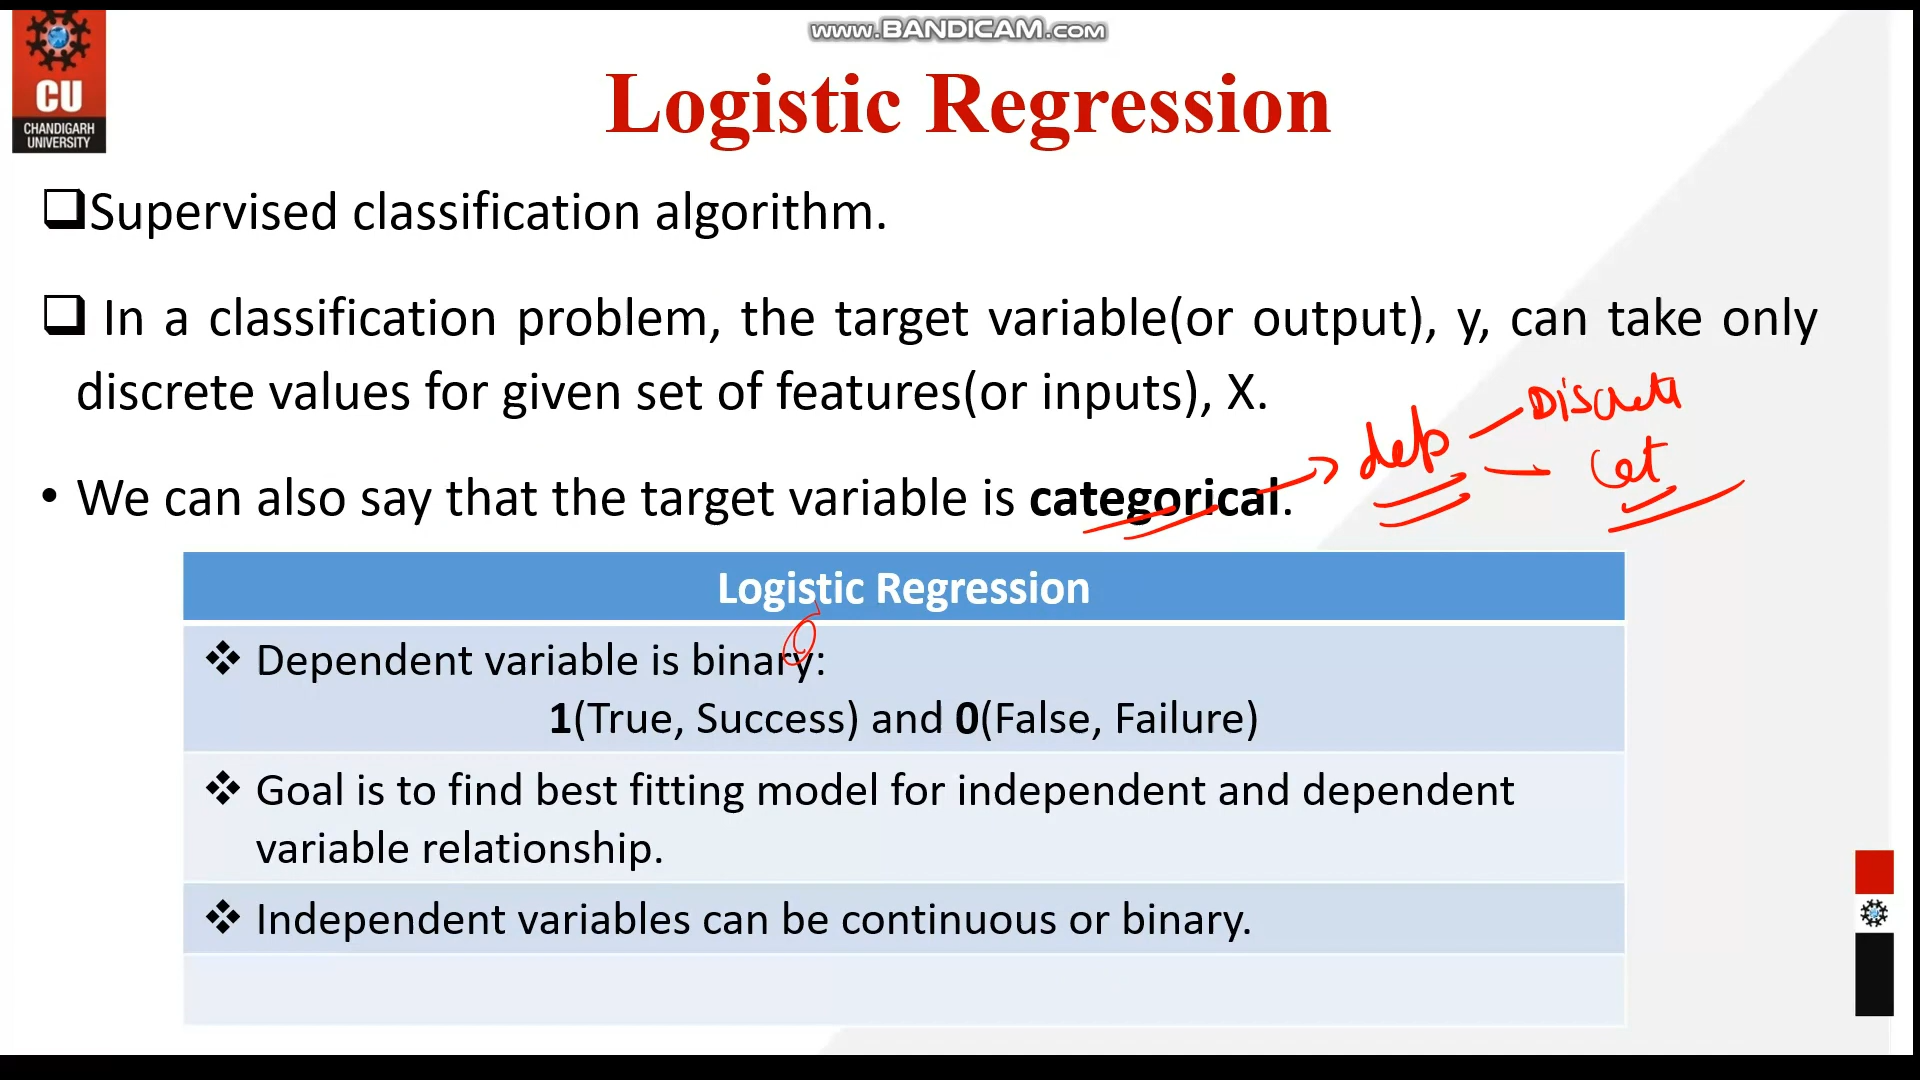 www.BANDICAM.com
CU
CHANDIGARH
UNIVERSITY
Logistic Regression
Supervised classification algorithm.
In a classification problem, the target variable(or output), y, can take only
discrete values for given set of features(or inputs), X.
Discrete
dep
Cat
• We can also say that the target variable is categorical.
Logistic Regression
Dependent variable is binary:
1(True, Success) and 0(False, Failure)
Goal is to find best fitting model for independent and dependent
variable relationship.
Independent variables can be continuous or binary.